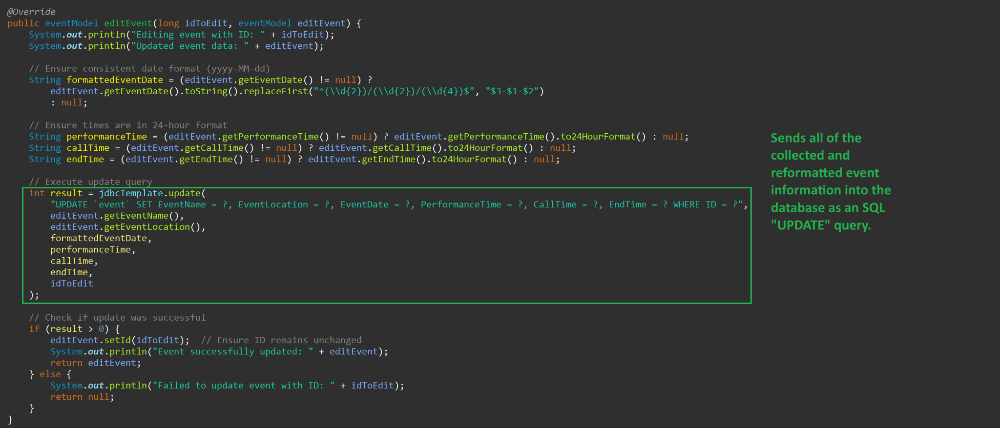 @Override
public eventModel editEvent(long idToEdit, eventModel editEvent) {
    System.out.println("Editing event with ID: " + idToEdit);
    System.out.println("Updated event data: " + editEvent);

    // Ensure consistent date format (yyyy-MM-dd)
    String formattedEventDate = (editEvent.getEventDate() != null) ?
        editEvent.getEventDate().toString().replaceFirst("^(\\d{2})/(\\d{2})/(\\d{4})$", "$3-$1-$2")
        : null;

    // Ensure times are in 24-hour format
    String performanceTime = (editEvent.getPerformanceTime() != null) ? editEvent.getPerformanceTime().to24HourFormat() : null;
    String callTime = (editEvent.getCallTime() != null) ? editEvent.getCallTime().to24HourFormat() : null;
    String endTime = (editEvent.getEndTime() != null) ? editEvent.getEndTime().to24HourFormat() : null;

    // Execute update query
    int result = jdbcTemplate.update(
        "UPDATE `event` SET EventName = ?, EventLocation = ?, EventDate = ?, PerformanceTime = ?, CallTime = ?, EndTime = ? WHERE ID = ?",
        editEvent.getEventName(),
        editEvent.getEventLocation(),
        formattedEventDate,
        performanceTime,
        callTime,
        endTime,
        idToEdit
    );

    // Check if update was successful
    if (result > 0) {
        editEvent.setId(idToEdit);  // Ensure ID remains unchanged
        System.out.println("Event successfully updated: " + editEvent);
        return editEvent;
    } else {
        System.out.println("Failed to update event with ID: " + idToEdit);
        return null;
    }
}
Sends all of the
collected and
reformatted event
information into the
database as an SQL
"UPDATE" query.